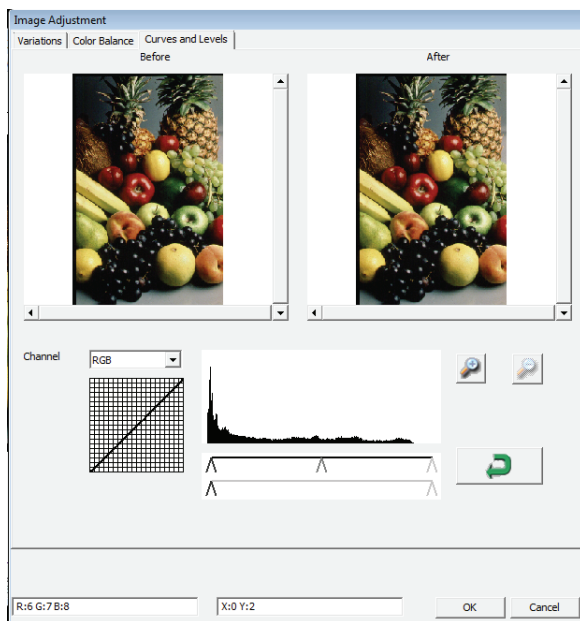 Image Adjustment
Variations Color Balance Curves and Levels
Before After
Channel RGB
R:6 G:7 B:8 X:0 Y:2 OK Cancel